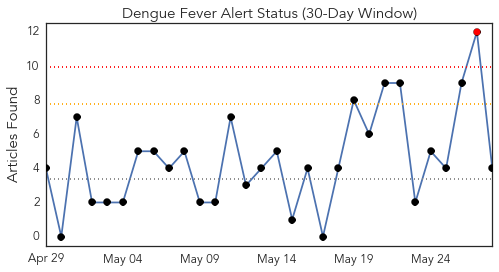 Dengue Fever Alert Status (30-Day Window)
Articles Found
12
10
8
6
4
2
0
Apr 29
May 04
May 09
May 14
May 19
May 24